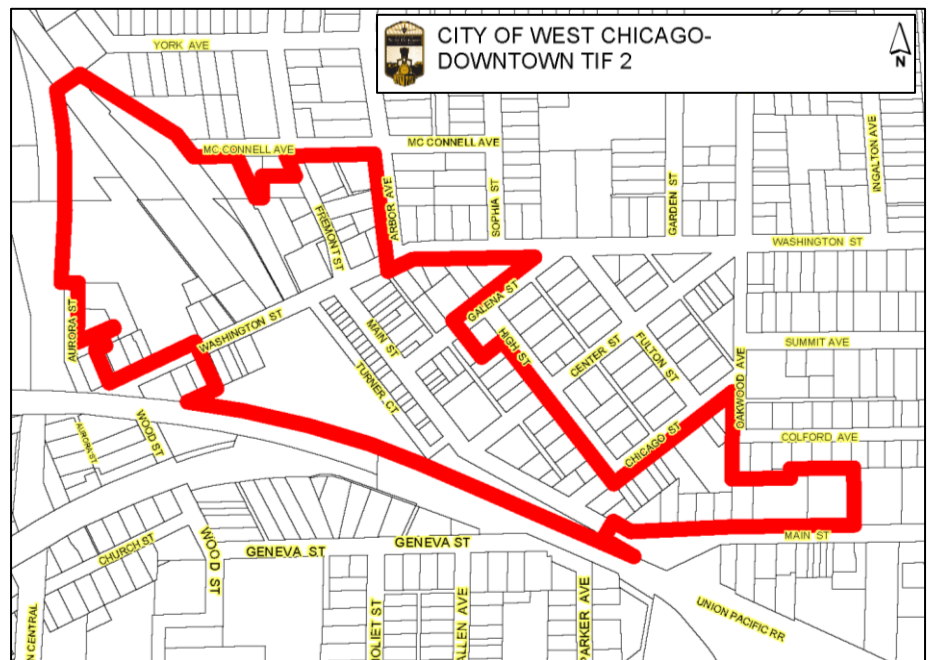 CITY OF WEST CHICAGO-
DOWNTOWN TIF 2
N
YORK AVE
MC CONNELL AVE
MC CONNELL AVE
INGALTON AVE
ARBOR AVE
SOPHIA ST
GARDEN ST
FREMONT ST
WASHINGTON ST
GALENA ST
AURORA ST
WASHINGTON ST
MAIN ST
HIGH ST
CENTER ST
FULTON ST
SUMMIT AVE
TURNER CT
OAKWOOD AVE
WOOD ST
AURORA ST
CHICAGO ST
COLFORD AVE
CHURCH ST
WOOD ST
GENEVA ST
GENEVA ST
MAIN ST
N CENTRAL
JOLIET ST
ALLEN AVE
PARKER AVE
UNION PACIFIC RR